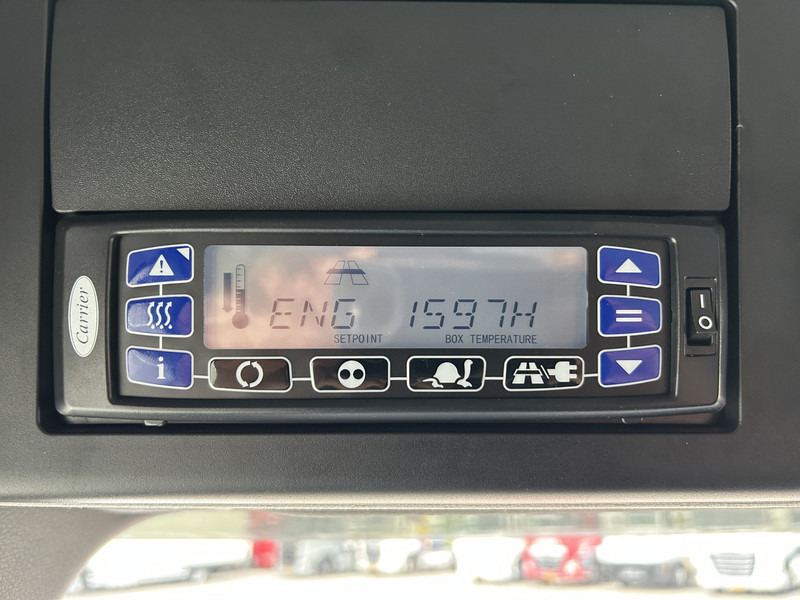 Carrier
ENG 1597H
SETPOINT BOX TEMPERATURE
i
I
O